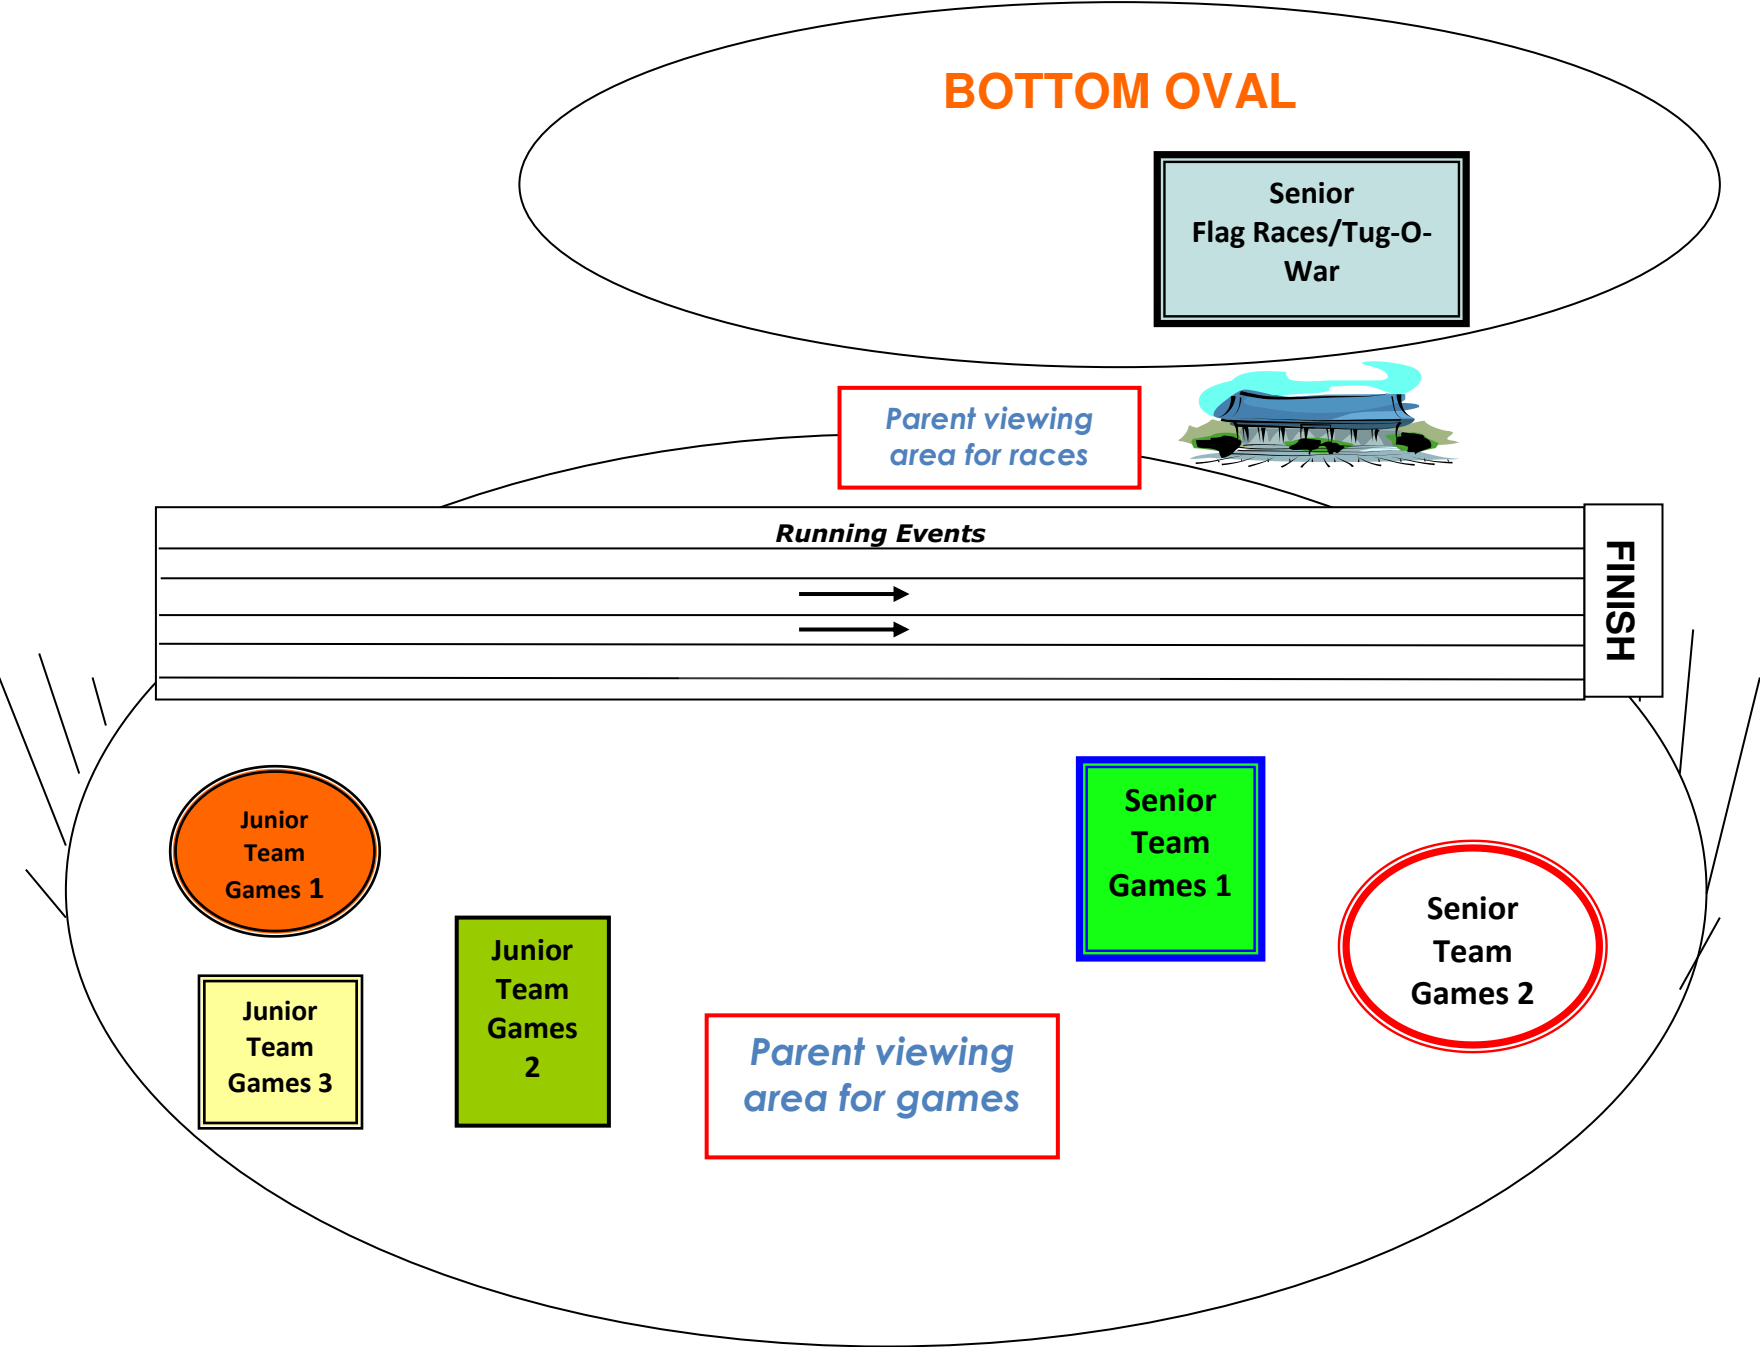 BOTTOM OVAL
Senior
Flag Races/Tug-O-
War
Parent viewing
area for races
Running Events
FINISH
Junior
Team
Games 1
Senior
Team
Games 1
Senior
Team
Games 2
Junior
Team
Games
2
Junior
Team
Games 3
Parent viewing
area for games